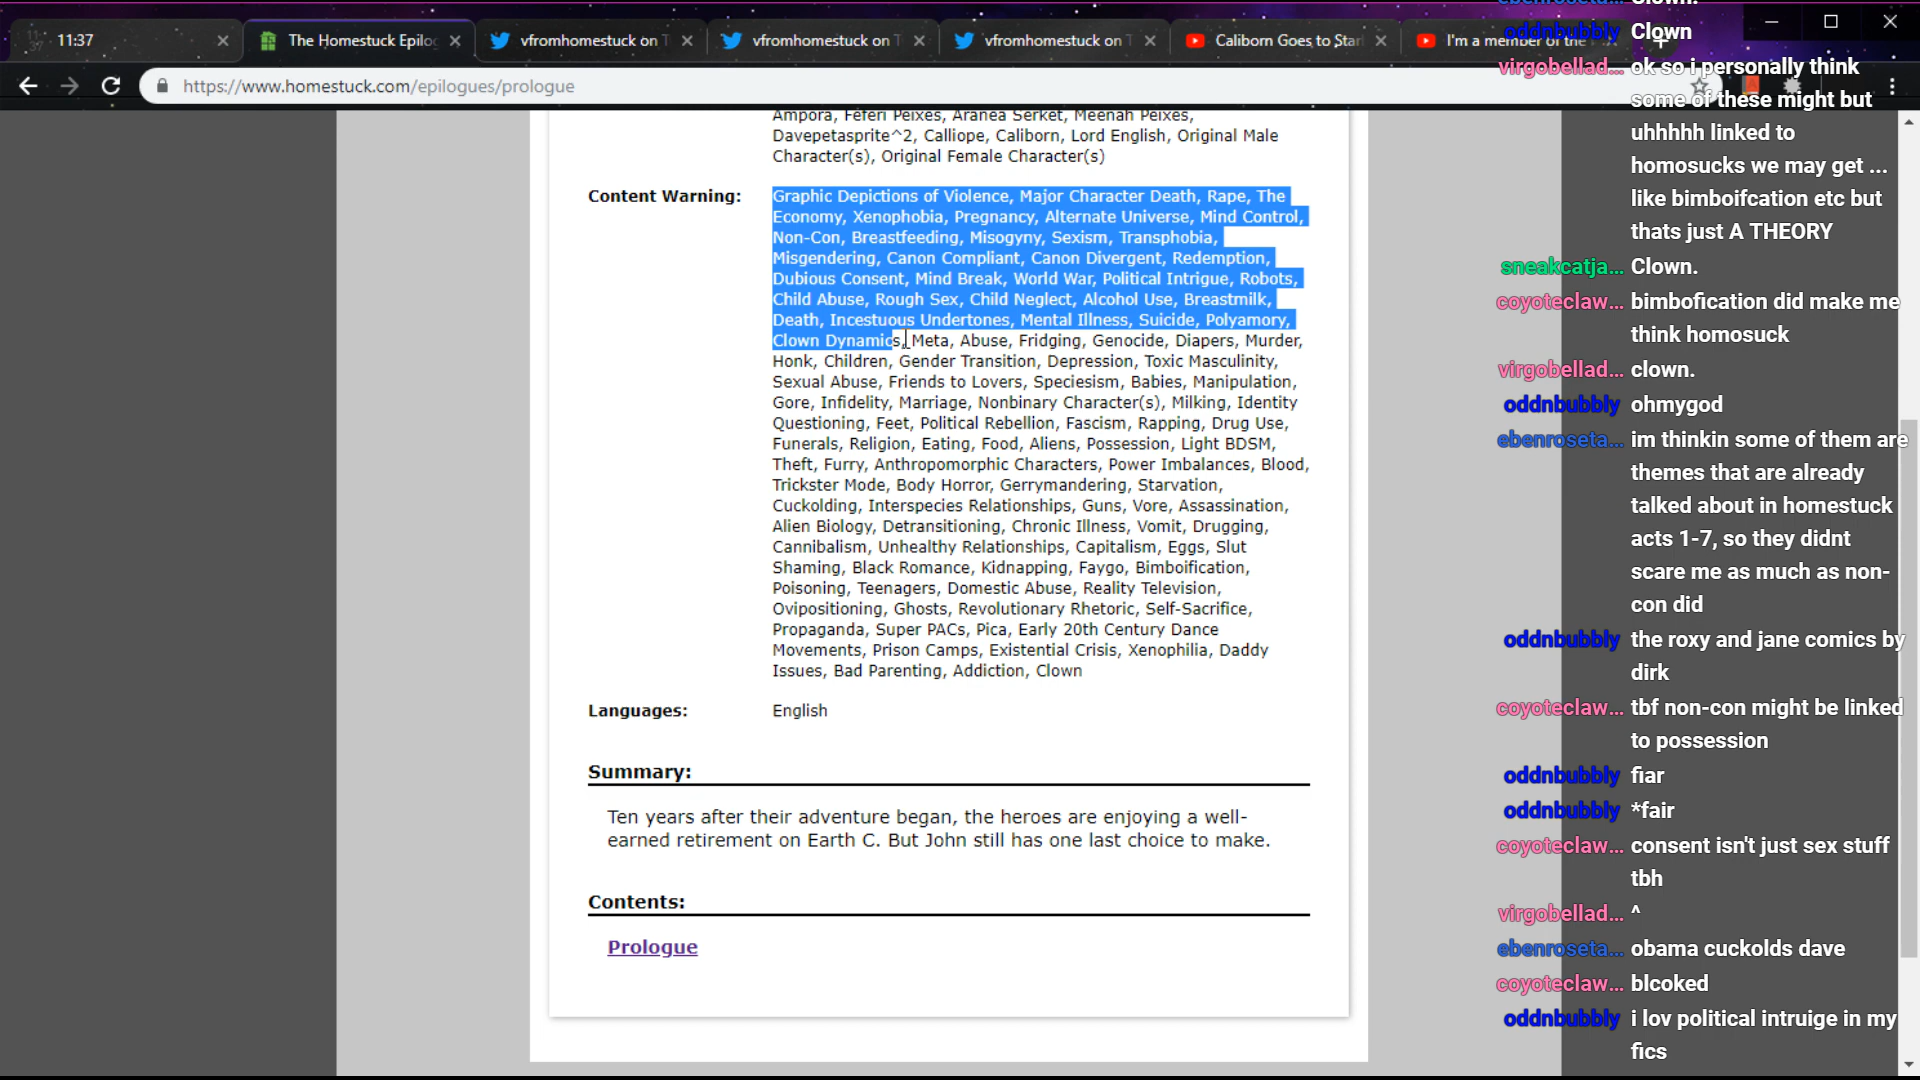 11:37
The Homestuck Epilog
vfromhomestuck on T
vfromhomestuck on T
vfromhomestuck on T
Caliborn Goes to Star
I'm a member of the
https://www.homestuck.com/epilogues/prologue
Ampora, Feferi Peixes, Aranea Serket, Meenah Peixes,
Davepetasprite^2, Calliope, Caliborn, Lord English, Original Male
Character(s), Original Female Character(s)
Content Warning:
Graphic Depictions of Violence, Major Character Death, Rape, The
Economy, Xenophobia, Pregnancy, Alternate Universe, Mind Control,
Non-Con, Breastfeeding, Misogyny, Sexism, Transphobia,
Misgendering, Canon Compliant, Canon Divergent, Redemption,
Dubious Consent, Mind Break, World War, Political Intrigue, Robots,
Child Abuse, Rough Sex, Child Neglect, Alcohol Use, Breastmilk,
Death, Incestuous Undertones, Mental Illness, Suicide, Polyamory,
Clown Dynamics, Meta, Abuse, Fridging, Genocide, Diapers, Murder,
Honk, Children, Gender Transition, Depression, Toxic Masculinity,
Sexual Abuse, Friends to Lovers, Speciesism, Babies, Manipulation,
Gore, Infidelity, Marriage, Nonbinary Character(s), Milking, Identity
Questioning, Feet, Political Rebellion, Fascism, Rapping, Drug Use,
Funerals, Religion, Eating, Food, Aliens, Possession, Light BDSM,
Theft, Furry, Anthropomorphic Characters, Power Imbalances, Blood,
Trickster Mode, Body Horror, Gerrymandering, Starvation,
Cuckolding, Interspecies Relationships, Guns, Vore, Assassination,
Alien Biology, Detransitioning, Chronic Illness, Vomit, Drugging,
Cannibalism, Unhealthy Relationships, Capitalism, Eggs, Slut
Shaming, Black Romance, Kidnapping, Faygo, Bimboification,
Poisoning, Teenagers, Domestic Abuse, Reality Television,
Ovipositioning, Ghosts, Revolutionary Rhetoric, Self-Sacrifice,
Propaganda, Super PACs, Pica, Early 20th Century Dance
Movements, Prison Camps, Existential Crisis, Xenophilia, Daddy
Issues, Bad Parenting, Addiction, Clown
Languages:
English
Summary:
Ten years after their adventure began, the heroes are enjoying a well-
earned retirement on Earth C. But John still has one last choice to make.
Contents:
Prologue
ebenroseta... Clown.
oddnbubbly Clown
virgobellad... ok so i personally think
some of these might but
uhhhhh linked to
homosucks we may get ...
like bimboifcation etc but
thats just A THEORY
sneakcatja... Clown.
coyoteclaw... bimbofication did make me
think homosuck
virgobellad... clown.
oddnbubbly ohmygod
ebenroseta... im thinkin some of them are
themes that are already
talked about in homestuck
acts 1-7, so they didnt
scare me as much as non-
con did
oddnbubbly the roxy and jane comics by
dirk
coyoteclaw... tbf non-con might be linked
to possession
oddnbubbly fiar
oddnbubbly *fair
coyoteclaw... consent isn't just sex stuff
tbh
virgobellad... ^
ebenroseta... obama cuckolds dave
coyoteclaw... blcoked
oddnbubbly i lov political intruige in my
fics